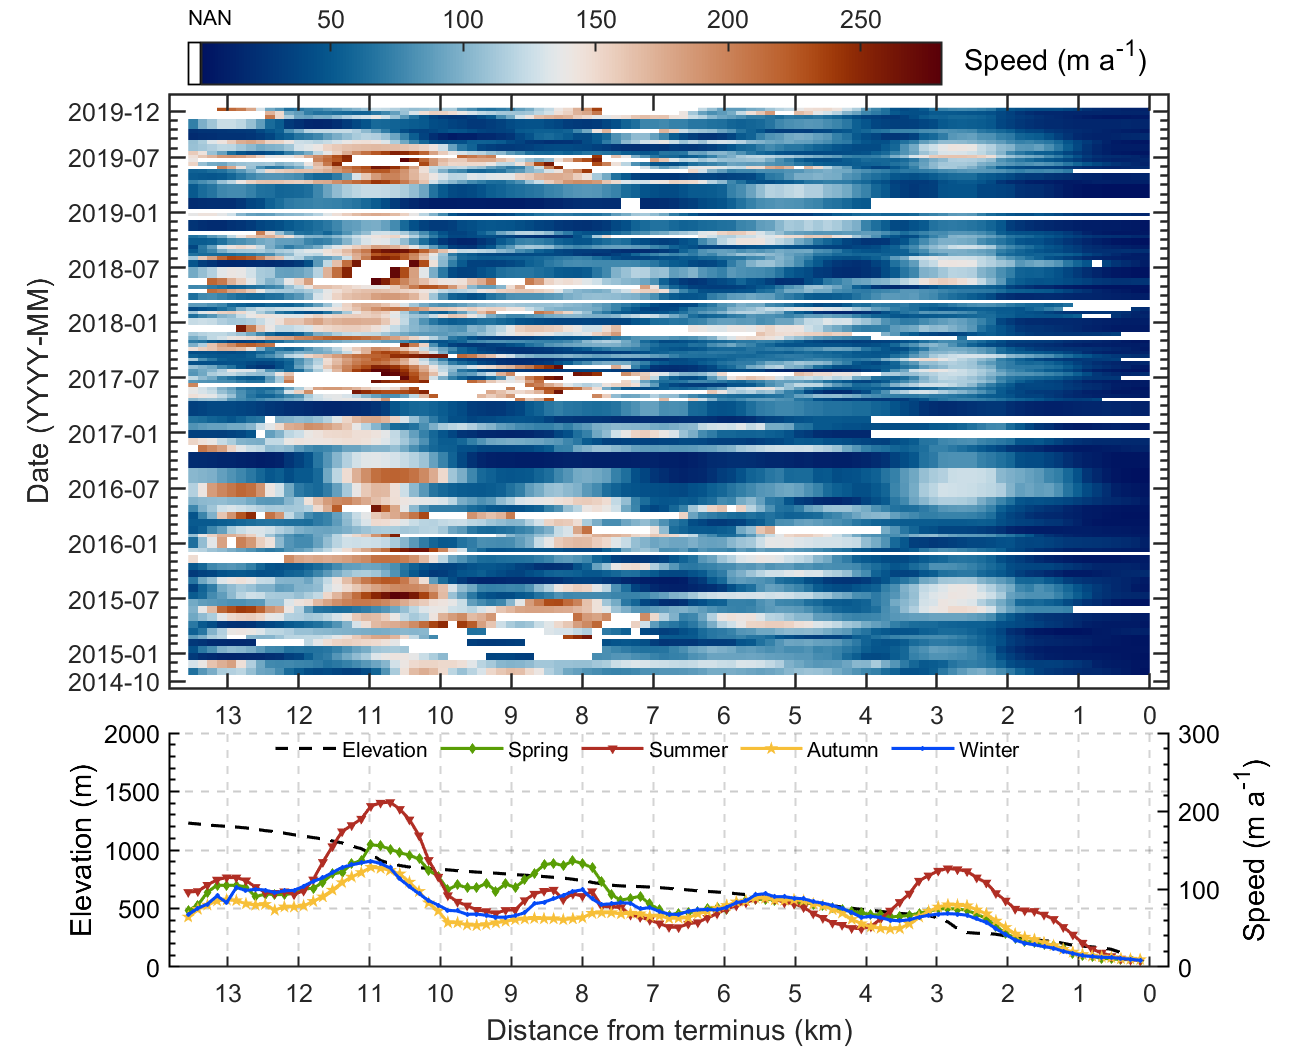 NAN 50 100 150 200 250
Speed (m a-1)
Date (YYYY-MM)
2019-12
2019-07
2019-01
2018-07
2018-01
2017-07
2017-01
2016-07
2016-01
2015-07
2015-01
2014-10
13 12 11 10 9 8 7 6 5 4 3 2 1 0
Elevation (m)
2000
1500
1000
500
0
Elevation Spring Summer Autumn Winter
300
200
100
0
Speed (m a-1)
13 12 11 10 9 8 7 6 5 4 3 2 1 0
Distance from terminus (km)